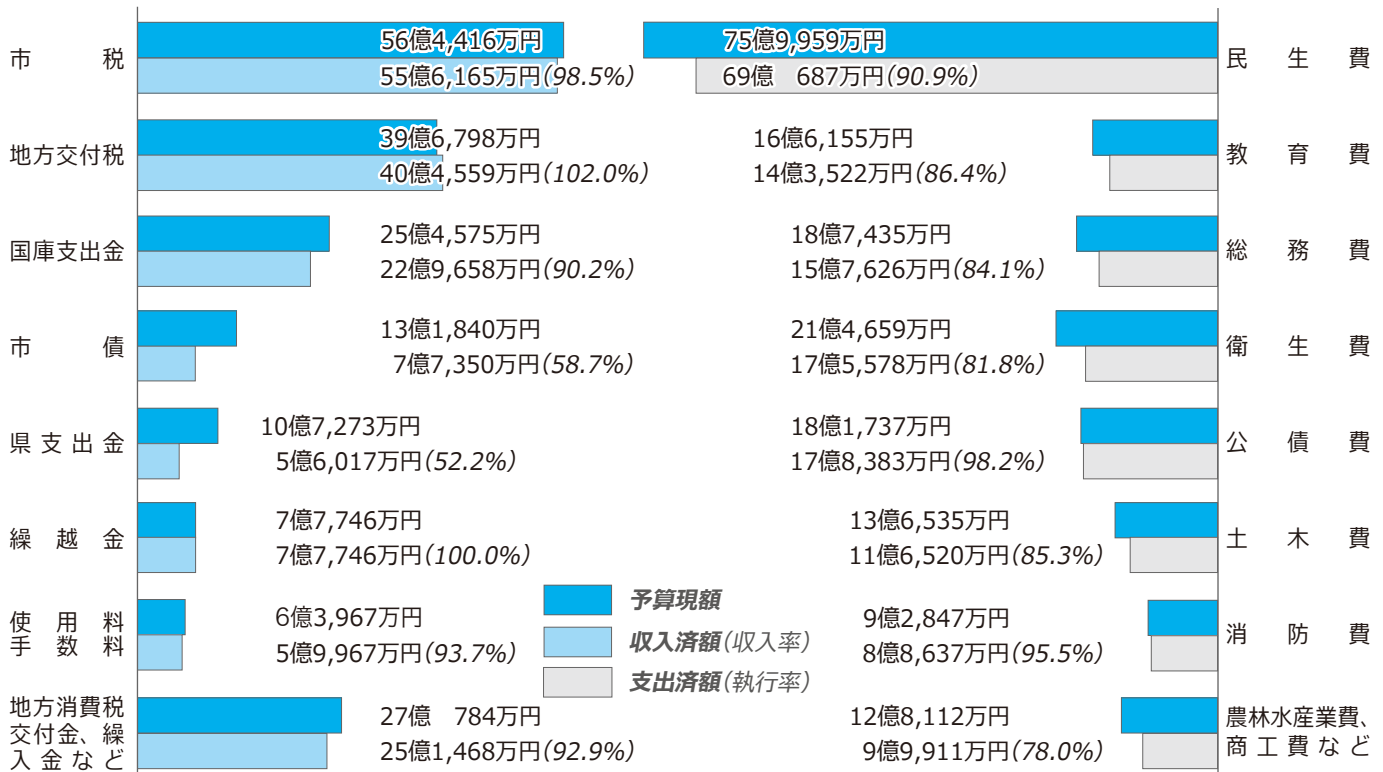 市税
56億4,416万円
55億6,165万円(98.5%)
75億9,959万円
69億 687万円(90.9%)
民生費
地方交付税
39億6,798万円
40億4,559万円(102.0%)
16億6,155万円
14億3,522万円(86.4%)
教育費
国庫支出金
25億4,575万円
22億9,658万円(90.2%)
18億7,435万円
15億7,626万円(84.1%)
総務費
市債
13億1,840万円
7億7,350万円(58.7%)
21億4,659万円
17億5,578万円(81.8%)
衛生費
県支出金
10億7,273万円
5億6,017万円(52.2%)
18億1,737万円
17億8,383万円(98.2%)
公債費
繰越金
7億7,746万円
7億7,746万円(100.0%)
13億6,535万円
11億6,520万円(85.3%)
土木費
使用料
手数料
6億3,967万円
5億9,967万円(93.7%)
予算現額
収入済額(収入率)
支出済額(執行率)
9億2,847万円
8億8,637万円(95.5%)
消防費
地方消費税
交付金、繰
入金など
27億 784万円
25億1,468万円(92.9%)
12億8,112万円
9億9,911万円(78.0%)
農林水産業費、
商工費など